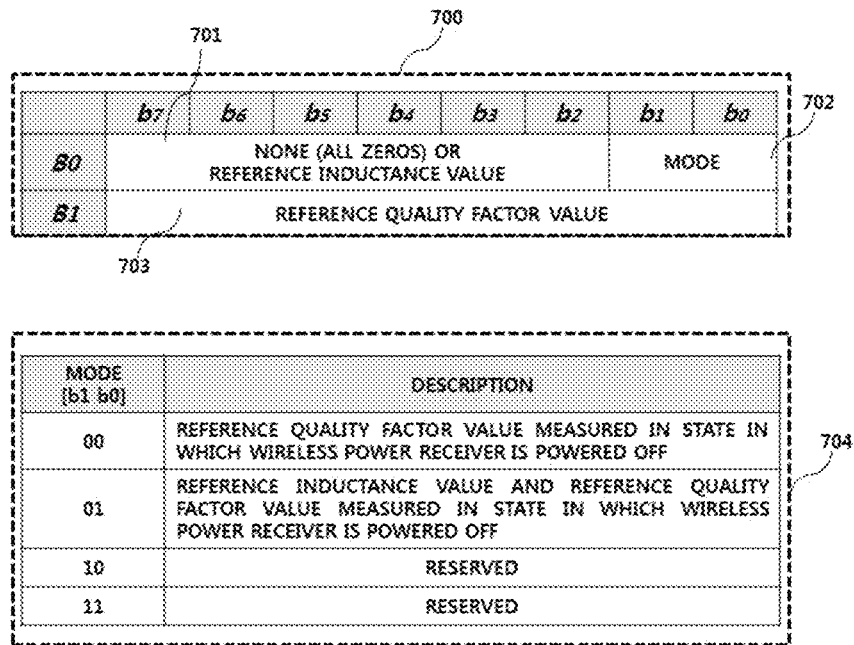 700
701
b7 b6 b5 b4 b3 b2 b1 b0
702
B0 NONE (ALL ZEROS) OR
REFERENCE INDUCTANCE VALUE MODE
B1 REFERENCE QUALITY FACTOR VALUE
703
MODE
[b1 b0] DESCRIPTION
00 REFERENCE QUALITY FACTOR VALUE MEASURED IN STATE IN
WHICH WIRELESS POWER RECEIVER IS POWERED OFF
704
01 REFERENCE INDUCTANCE VALUE AND REFERENCE QUALITY
FACTOR VALUE MEASURED IN STATE IN WHICH WIRELESS
POWER RECEIVER IS POWERED OFF
10 RESERVED
11 RESERVED